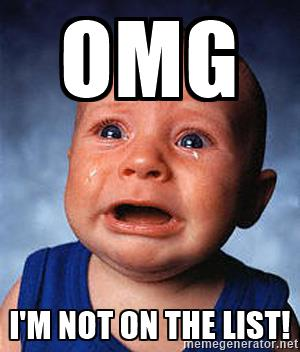 OMG
I'M NOT ON THE LIST!
memegenerator.net